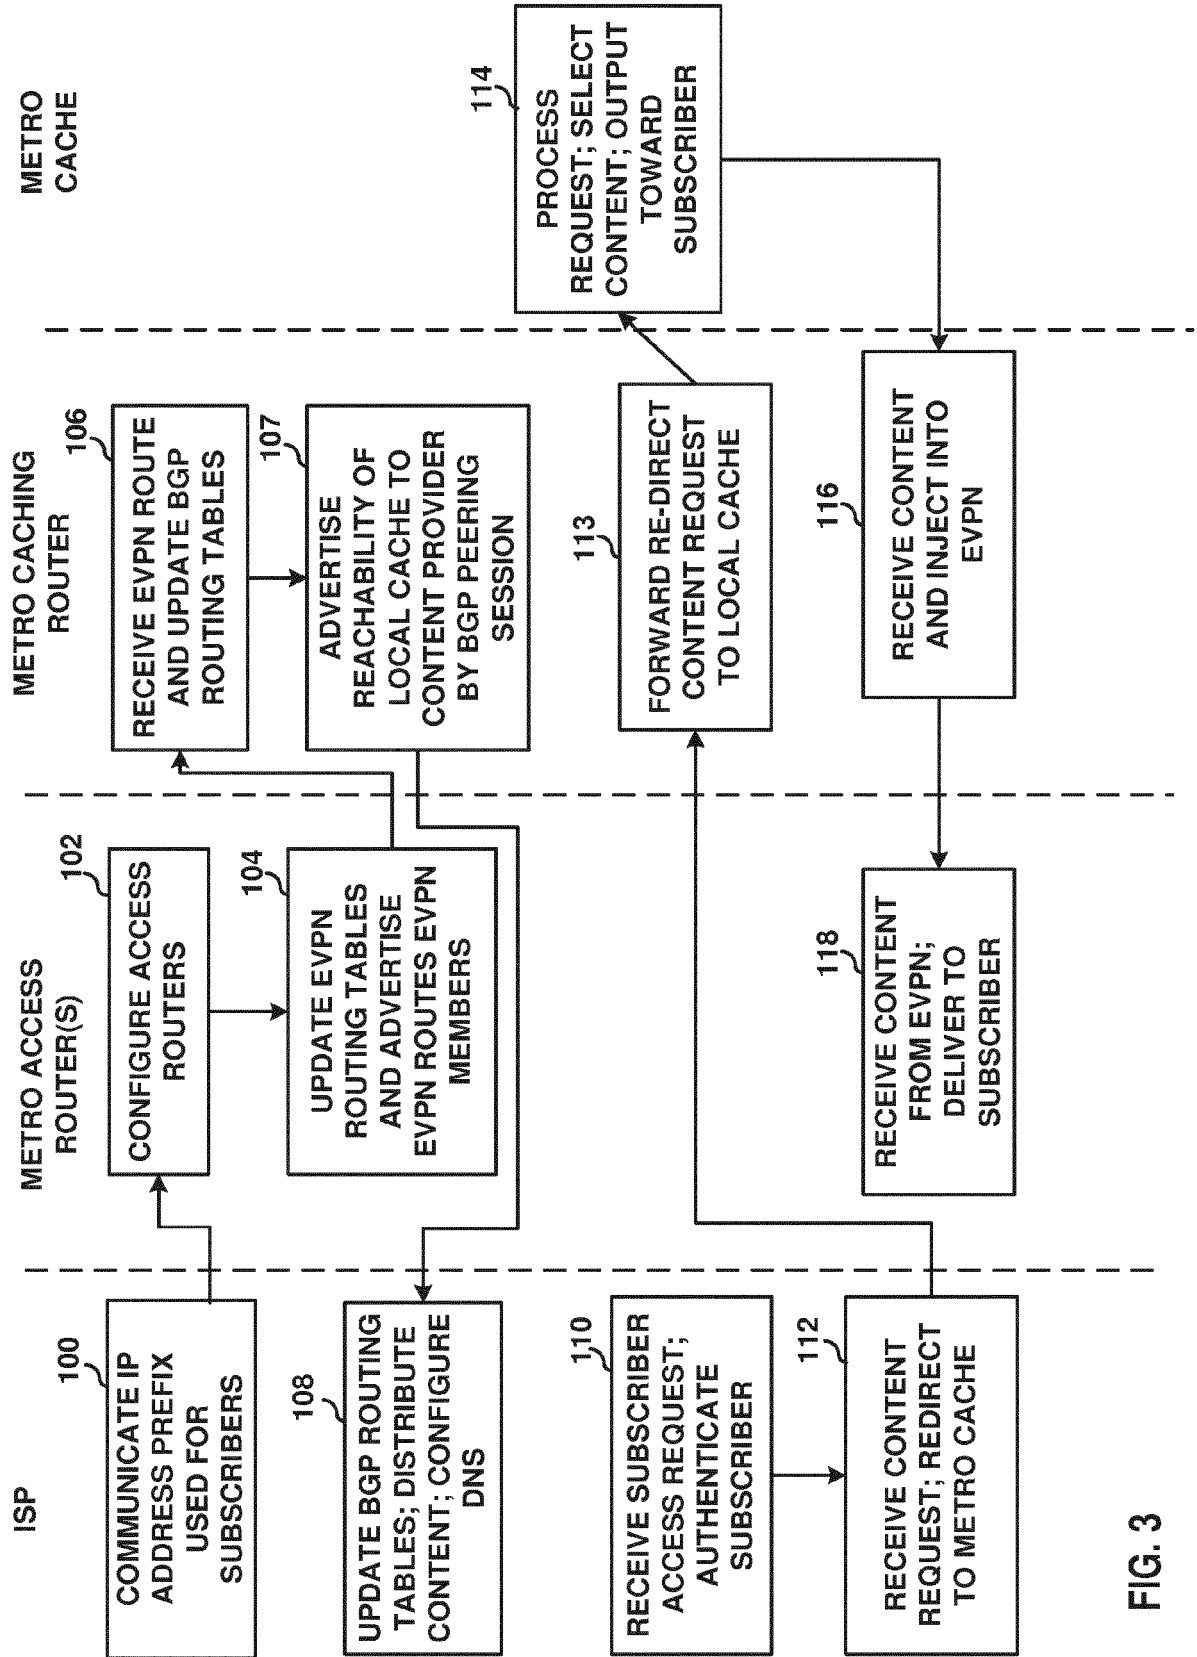 ISP
METRO ACCESS
ROUTER(S)
METRO CACHING
ROUTER
METRO
CACHE
100
COMMUNICATE IP
ADDRESS PREFIX
USED FOR
SUBSCRIBERS
102
CONFIGURE ACCESS
ROUTERS
104
UPDATE EVPN
ROUTING TABLES
AND ADVERTISE
EVPN ROUTES EVPN
MEMBERS
106
RECEIVE EVPN ROUTE
AND UPDATE BGP
ROUTING TABLES
107
ADVERTISE
REACHABILITY OF
LOCAL CACHE TO
CONTENT PROVIDER
BY BGP PEERING
SESSION
108
UPDATE BGP ROUTING
TABLES; DISTRIBUTE
CONTENT; CONFIGURE
DNS
110
RECEIVE SUBSCRIBER
ACCESS REQUEST;
AUTHENTICATE
SUBSCRIBER
112
RECEIVE CONTENT
REQUEST; REDIRECT
TO METRO CACHE
113
FORWARD RE-DIRECT
CONTENT REQUEST
TO LOCAL CACHE
114
PROCESS
REQUEST; SELECT
CONTENT; OUTPUT
TOWARD
SUBSCRIBER
116
RECEIVE CONTENT
AND INJECT INTO
EVPN
118
RECEIVE CONTENT
FROM EVPN;
DELIVER TO
SUBSCRIBER
FIG. 3